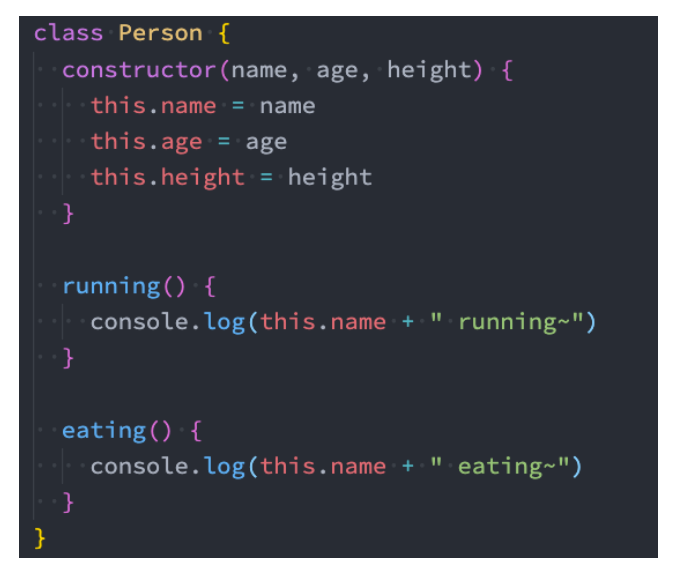 class Person {
  constructor(name, age, height) {
    this.name = name
    this.age = age
    this.height = height
  }

  running() {
    console.log(this.name + " running~")
  }

  eating() {
    console.log(this.name + " eating~")
  }
}